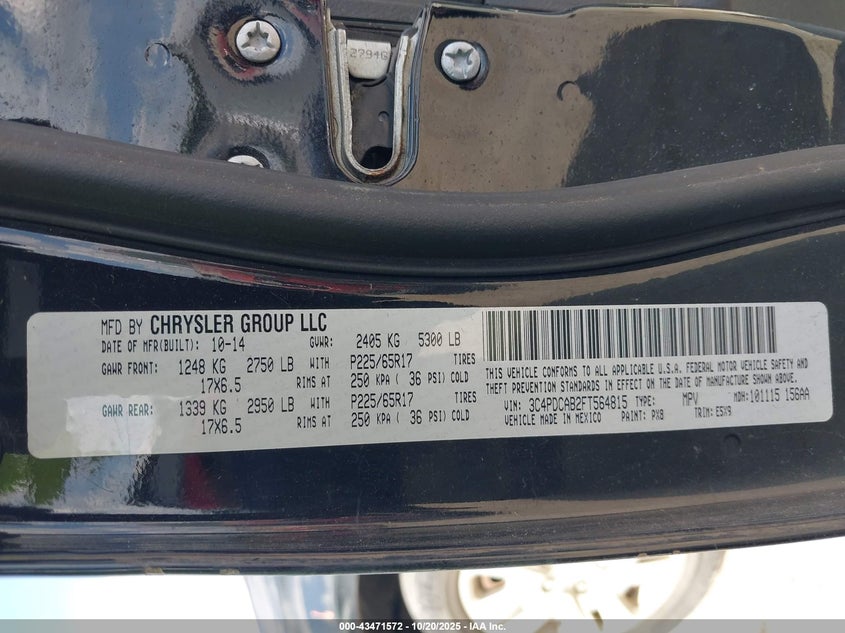 2794G
MFD BY CHRYSLER GROUP LLC
DATE OF MFR(BUILT): 10-14 GVWR: 2405 KG 5300 LB
GAWR FRONT: 1248 KG 2750 LB WITH P225/65R17 TIRES
17X6.5 RIMS AT 250 KPA ( 36 PSI) COLD
GAWR REAR: 1339 KG 2950 LB WITH P225/65R17 TIRES
17X6.5 RIMS AT 250 KPA ( 36 PSI) COLD
THIS VEHICLE CONFORMS TO ALL APPLICABLE U.S.A. FEDERAL MOTOR VEHICLE SAFETY AND
THEFT PREVENTION STANDARDS IN EFFECT ON THE DATE OF MANUFACTURE SHOWN ABOVE.
VIN: 3C4PDCAB2FT564815 TYPE: MPV MDH: 101115 156AA
VEHICLE MADE IN MEXICO PAINT: PX8 TRIM: E5X9
000-43471572 | 10/20/2025 - IAA Inc.